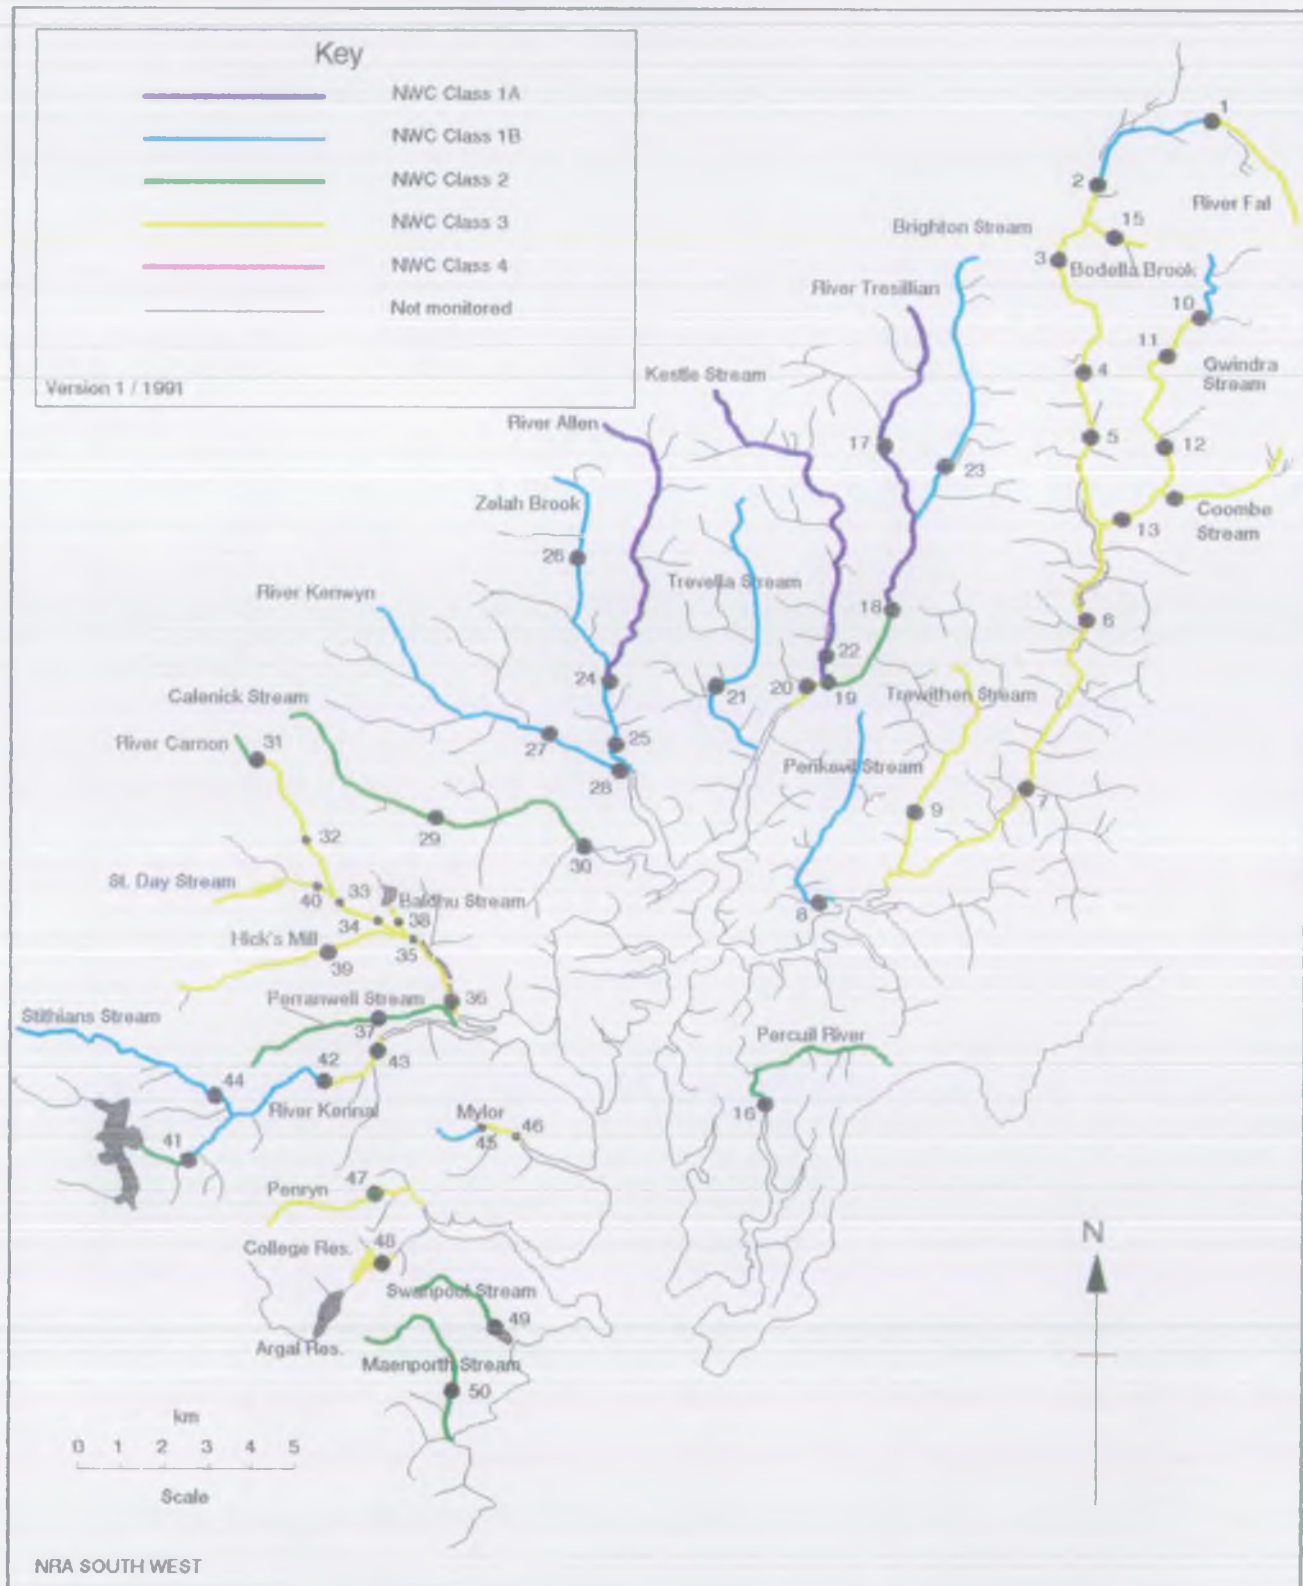 Key
NWC Class 1A
NWC Class 1B
NWC Class 2
NWC Class 3
NWC Class 4
Not monitored
Version 1 / 1991
1
2
River Fal
15
Brighton Stream
3
Bodella Brook
River Tresillian
10
11
Gwindra
Stream
4
Kestle Stream
River Allen
5
12
17
23
Zelah Brook
Coombe
Stream
13
26
Trevella Stream
River Kenwyn
18
6
22
24
21
20
19
Trewithen Stream
Calenick Stream
River Carnon
31
27
25
28
Penkevil Stream
7
9
32
29
30
St. Day Stream
40
33
Baldhu Stream
8
34
38
Hick's Mill
39
35
36
Perranwell Stream
Stithians Stream
37
43
Percuil River
42
44
River Kennal
16
Mylor
46
45
41
47
Penryn
N
College Res.
48
Swanpool Stream
49
Argal Res.
Maenporth Stream
50
km
0 1 2 3 4 5
Scale
NRA SOUTH WEST